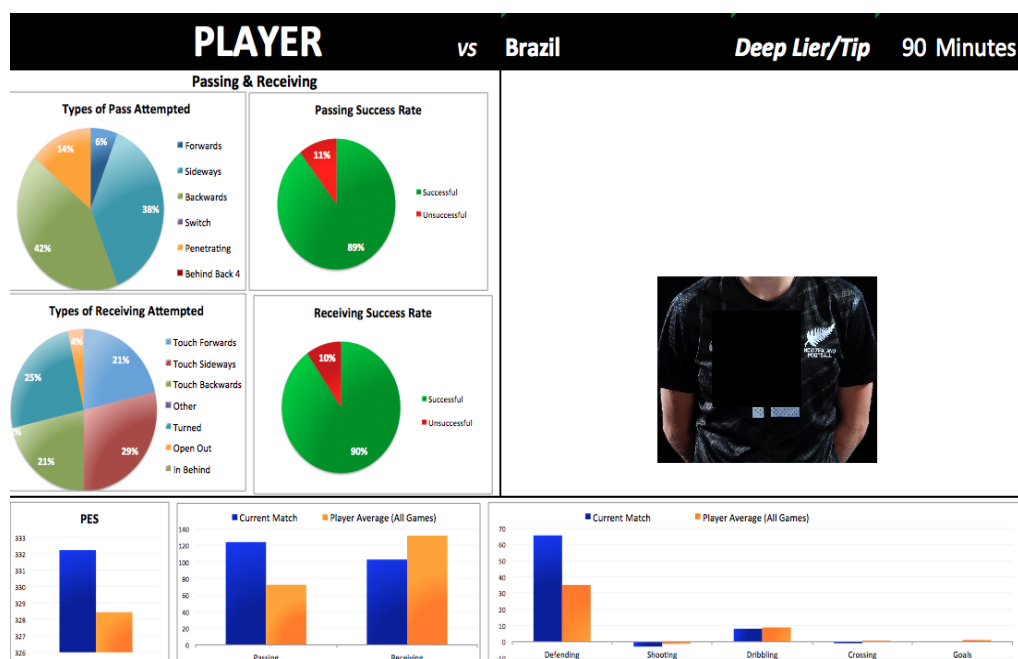 PLAYER vs Brazil Deep Lier/Tip 90 Minutes
Passing & Receiving
Types of Pass Attempted
14%
6%
38%
42%
Forwards
Sideways
Backwards
Switch
Penetrating
Behind Back 4
Passing Success Rate
11%
89%
Successful
Unsuccessful
Types of Receiving Attempted
4%
21%
25%
%
21%
29%
Touch Forwards
Touch Sideways
Touch Backwards
Other
Turned
Open Out
In Behind
Receiving Success Rate
10%
90%
Successful
Unsuccessful
NEW ZEALAND
FOOTBALL
PES
333
332
331
330
329
328
327
326
Current Match Player Average (All Games)
140
120
100
80
60
40
20
0
Passing Receiving
Current Match Player Average (All Games)
70
60
50
40
30
20
10
0
-10
Defending Shooting Dribbling Crossing Goals